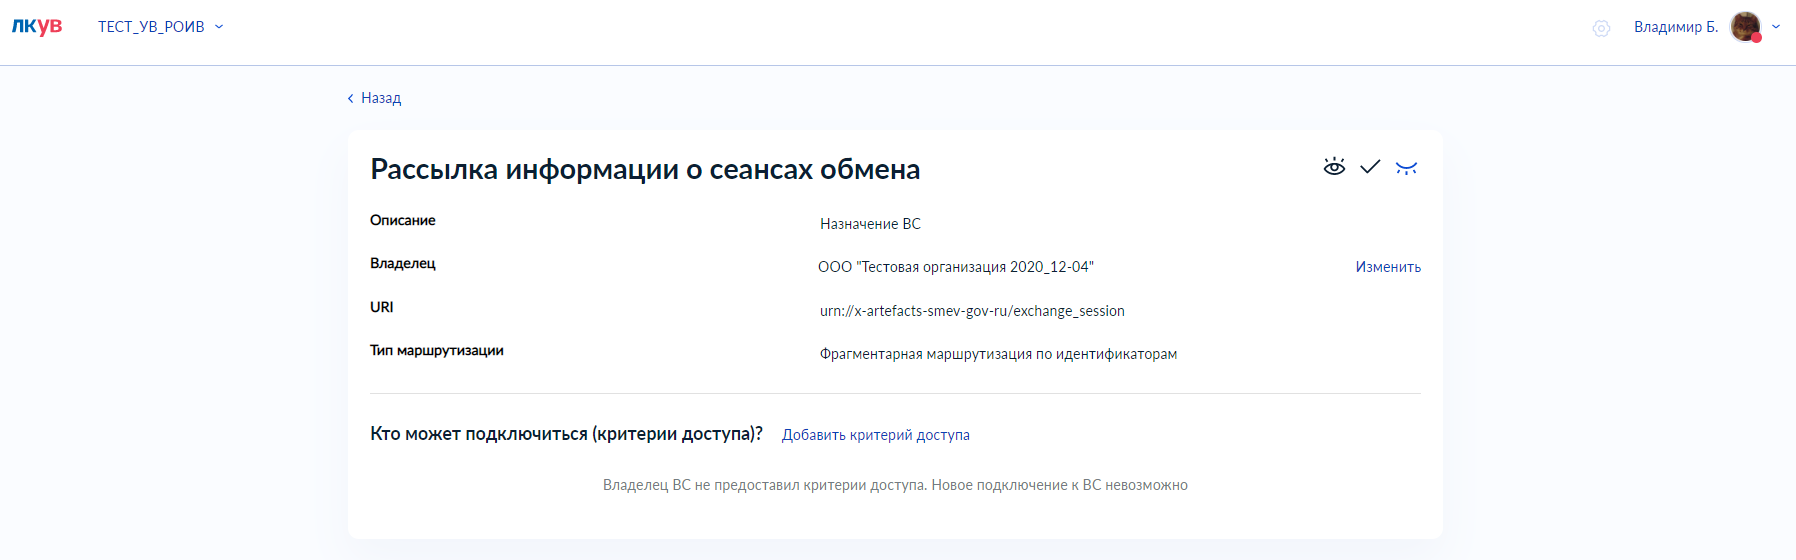 ЛКУВ ТЕСТ_УВ_РОИВ Владимир Б.
Назад
Рассылка информации о сеансах обмена
Описание Назначение ВС
Владелец ООО "Тестовая организация 2020_12-04" Изменить
URI urn://x-artefacts-smev-gov-ru/exchange_session
Тип маршрутизации Фрагментарная маршрутизация по идентификаторам
Кто может подключиться (критерии доступа)? Добавить критерий доступа
Владелец ВС не предоставил критерии доступа. Новое подключение к ВС невозможно